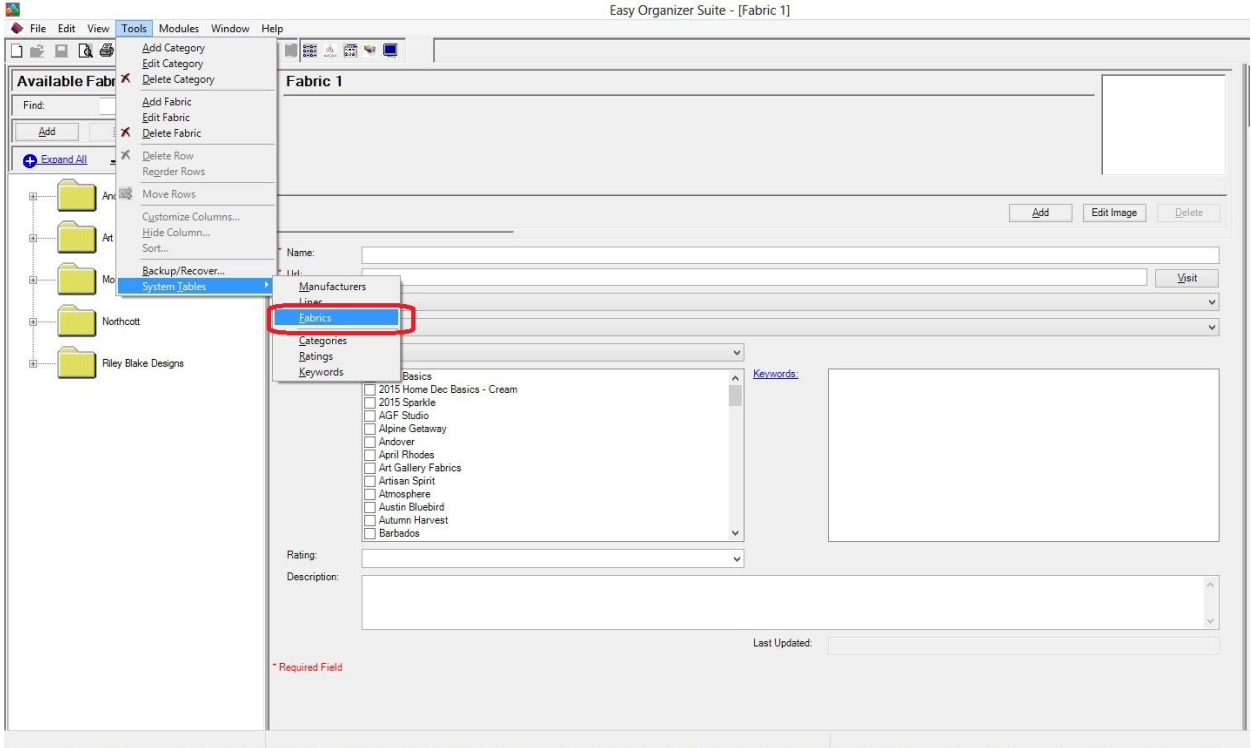 Easy Organizer Suite - [Fabric 1]
File Edit View Tools Modules Window Help
Add Category
Edit Category
Delete Category
Add Fabric
Edit Fabric
Delete Fabric
Delete Row
Reorder Rows
Move Rows
Customize Columns...
Hide Column...
Sort...
Backup/Recover...
System Tables
Manufacturers
Lines
Fabrics
Categories
Ratings
Keywords
Available Fabr
Find:
Add
Expand All
Art
Mo
Northcott
Riley Blake Designs
Fabric 1
Add Edit Image Delete
* Name:
* Url:
Visit
Basics
2015 Home Dec Basics - Cream
2015 Sparkle
AGF Studio
Alpine Getaway
Andover
April Rhodes
Art Gallery Fabrics
Artisan Spirit
Atmosphere
Austin Bluebird
Autumn Harvest
Barbados
Keywords:
Rating:
Description:
Last Updated:
* Required Field